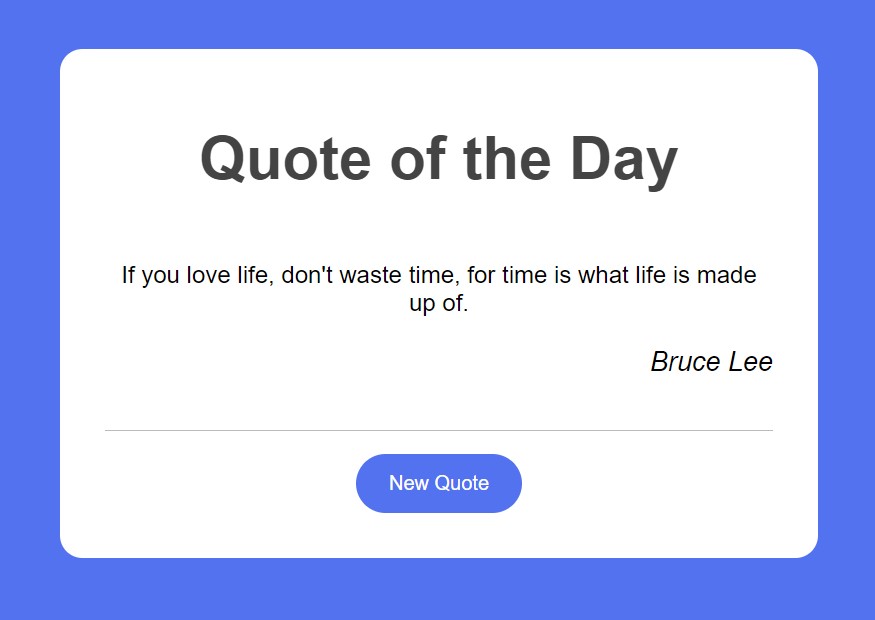 Quote of the Day
If you love life, don't waste time, for time is what life is made
up of.
Bruce Lee
New Quote